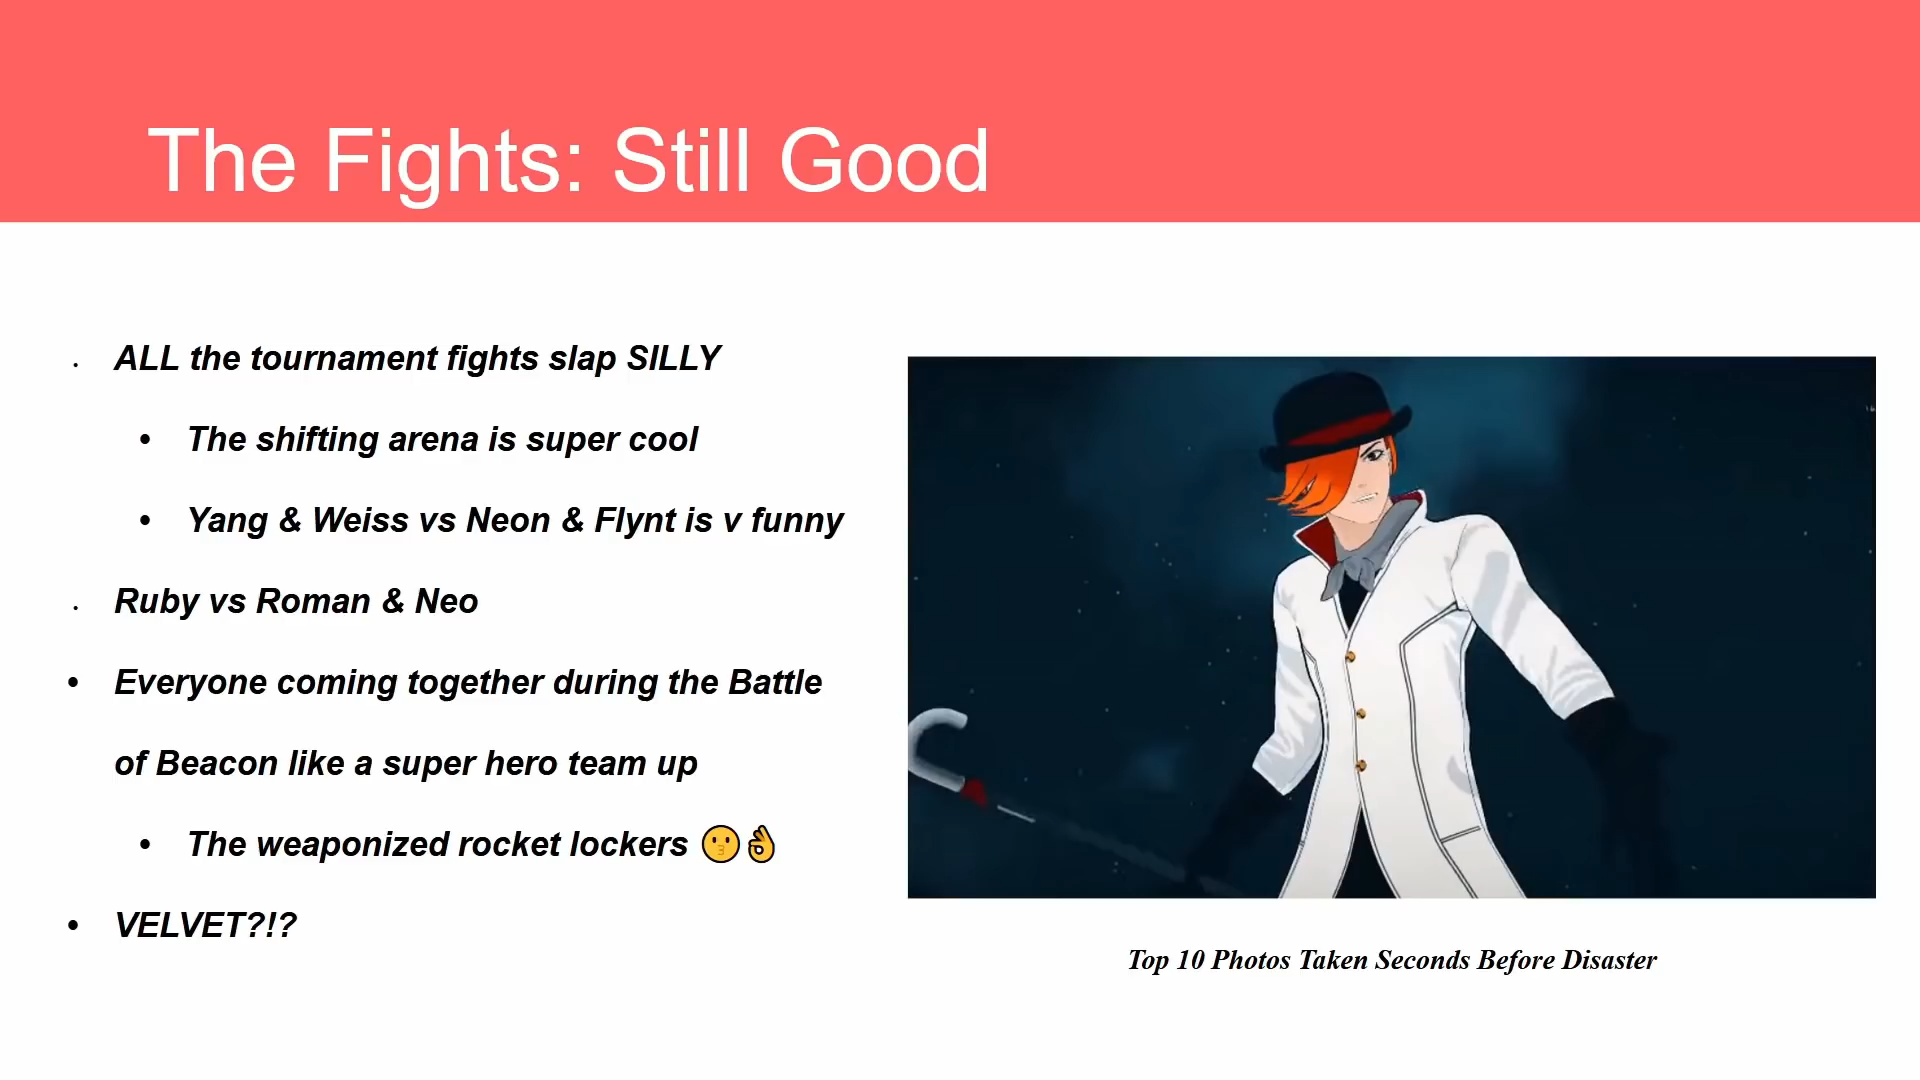 The Fights: Still Good
• ALL the tournament fights slap SILLY
• The shifting arena is super cool
• Yang & Weiss vs Neon & Flynt is v funny
• Ruby vs Roman & Neo
• Everyone coming together during the Battle
of Beacon like a super hero team up
• The weaponized rocket lockers 😗👌
• VELVET?!?
Top 10 Photos Taken Seconds Before Disaster